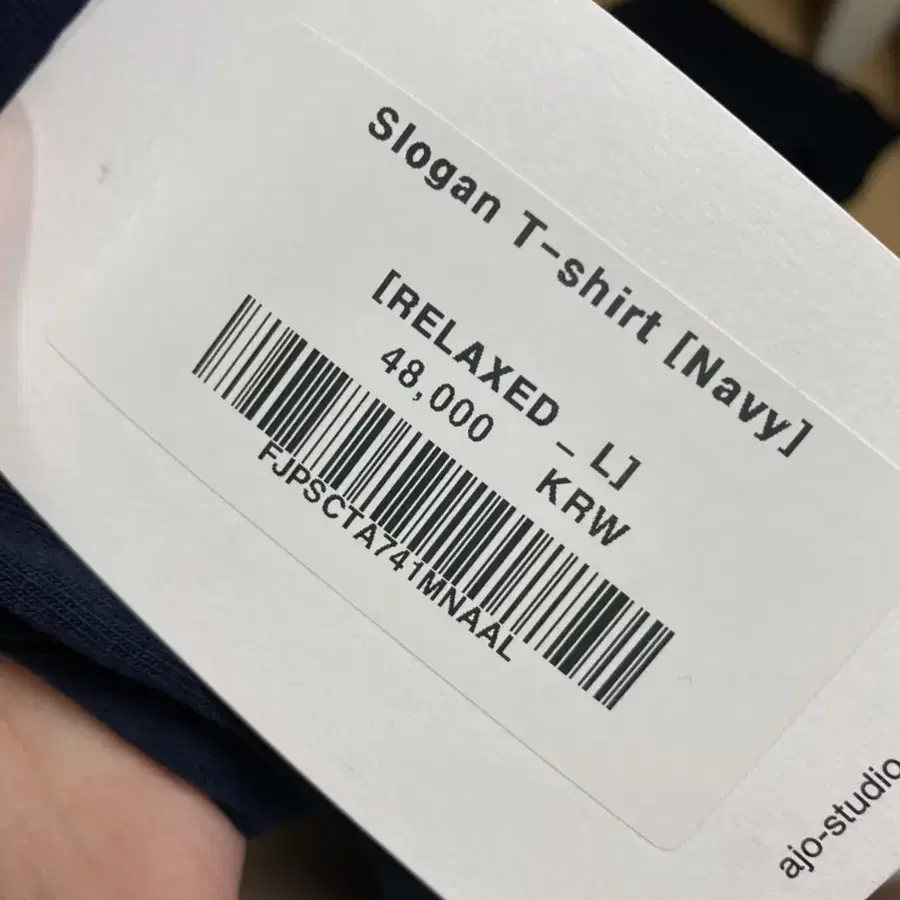 Slogan T-shirt [Navy]
[RELAXED _ L]
48,000 KRW
FJPSCTA741MNAAL
ajo-studio